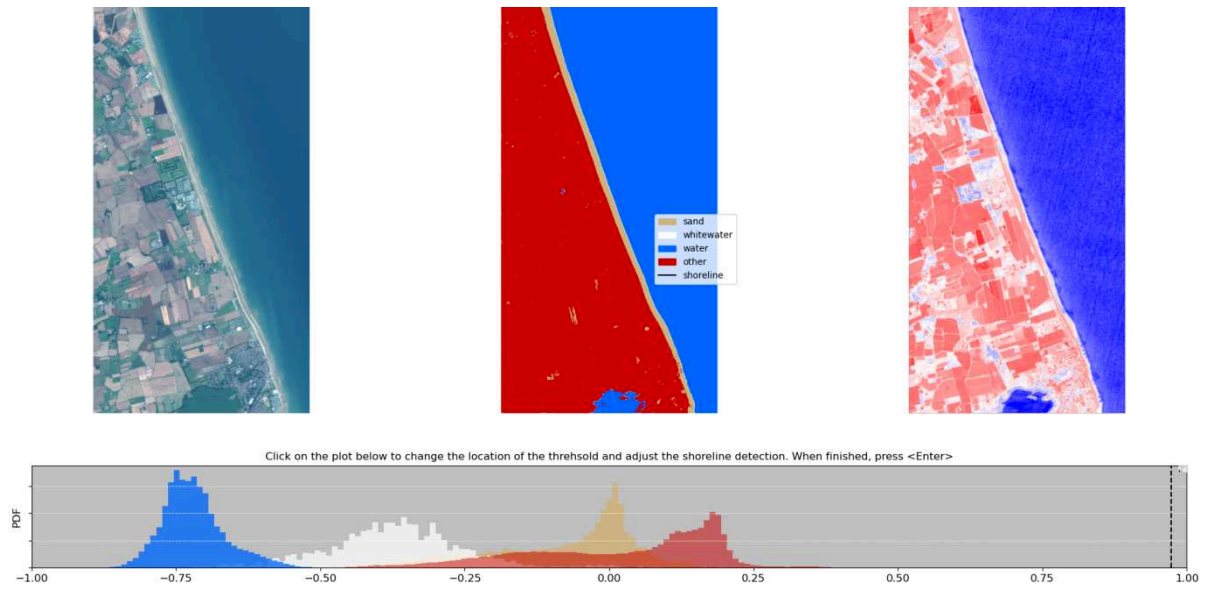 sand
whitewater
water
other
shoreline
Click on the plot below to change the location of the threhsold and adjust the shoreline detection. When finished, press <Enter>
PDF
−1.00
−0.75
−0.50
−0.25
0.00
0.25
0.50
0.75
1.00